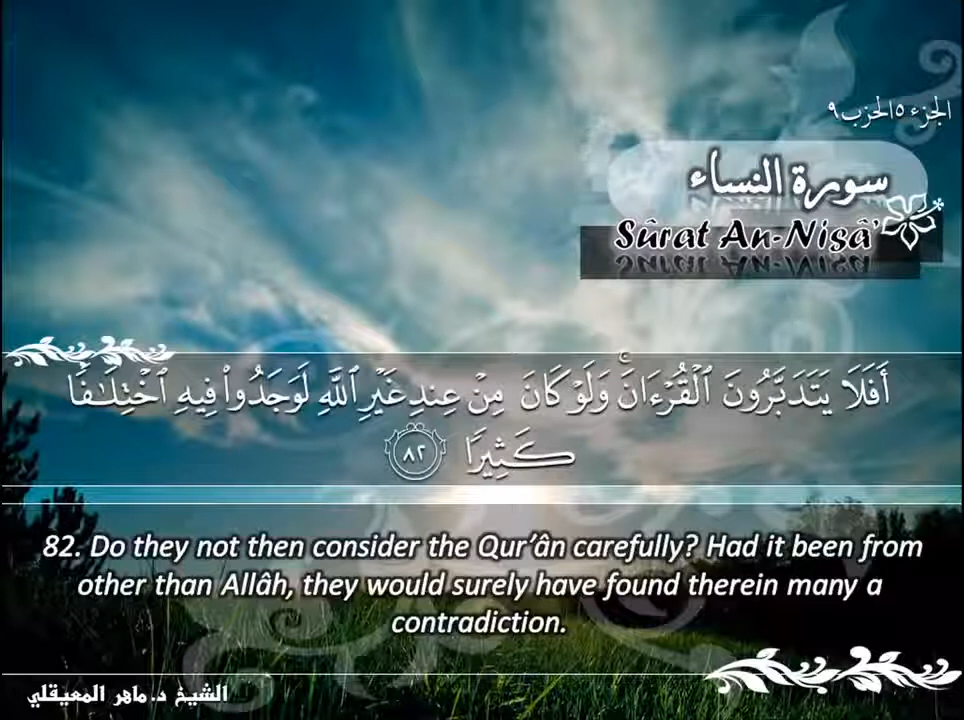 الجزء ٥ الحزب ٩
سورة النساء
Sûrat An-Nisâ’
أَفَلَا يَتَدَبَّرُونَ ٱلْقُرْءَانَ ۚ وَلَوْ كَانَ مِنْ عِندِ غَيْرِ ٱللَّهِ لَوَجَدُوا۟ فِيهِ ٱخْتِلَـٰفًا
كَثِيرًا ٨٢
82. Do they not then consider the Qur’ân carefully? Had it been from
other than Allâh, they would surely have found therein many a
contradiction.
الشيخ د. ماهر المعيقلي